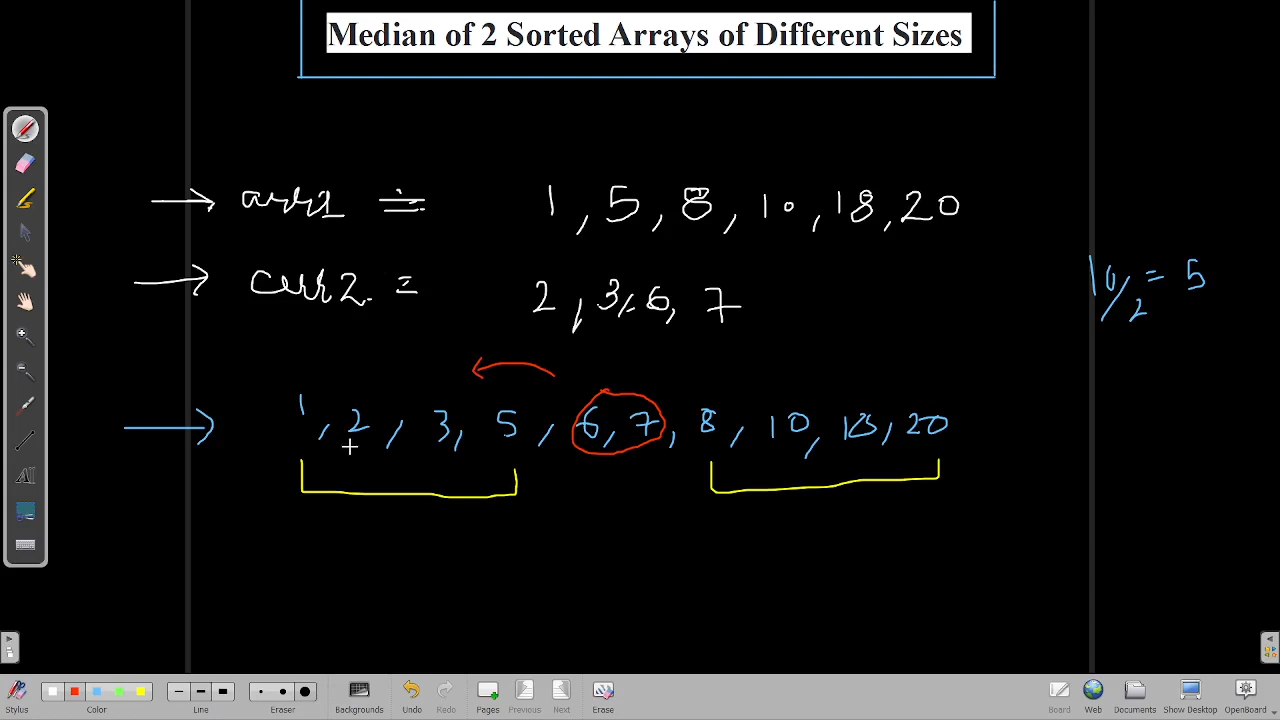 Median of 2 Sorted Arrays of Different Sizes
arr1 = 1, 5, 8, 10, 18, 20
arr2 = 2, 3, 6, 7
10/2 = 5
1, 2, 3, 5, 6, 7, 8, 10, 18, 20
Stylus
Color
Line
Eraser
Backgrounds
Undo
Redo
Pages
Previous
Next
Erase
Board
Web
Documents
Show Desktop
OpenBoard